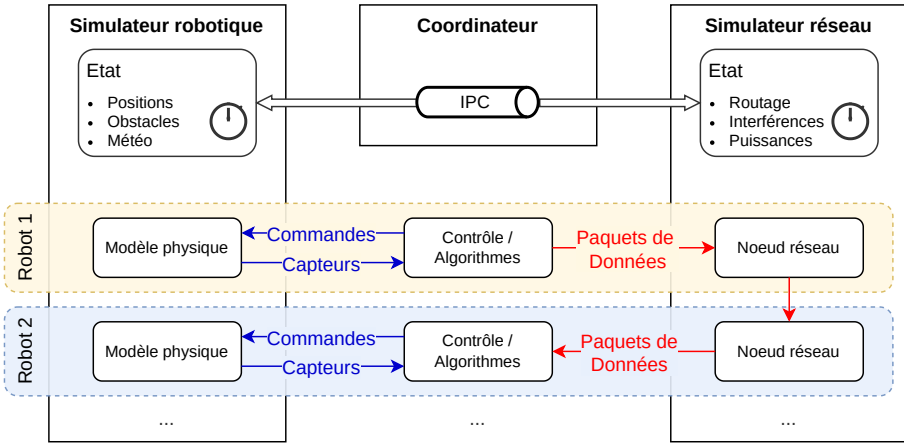 Simulateur robotique
Coordinateur
Simulateur réseau
Etat
• Positions
• Obstacles
• Météo
IPC
Etat
• Routage
• Interférences
• Puissances
Robot 1
Modèle physique
Commandes
Capteurs
Contrôle /
Algorithmes
Paquets de
Données
Noeud réseau
Robot 2
Modèle physique
Commandes
Capteurs
Contrôle /
Algorithmes
Paquets de
Données
Noeud réseau
...
...
...